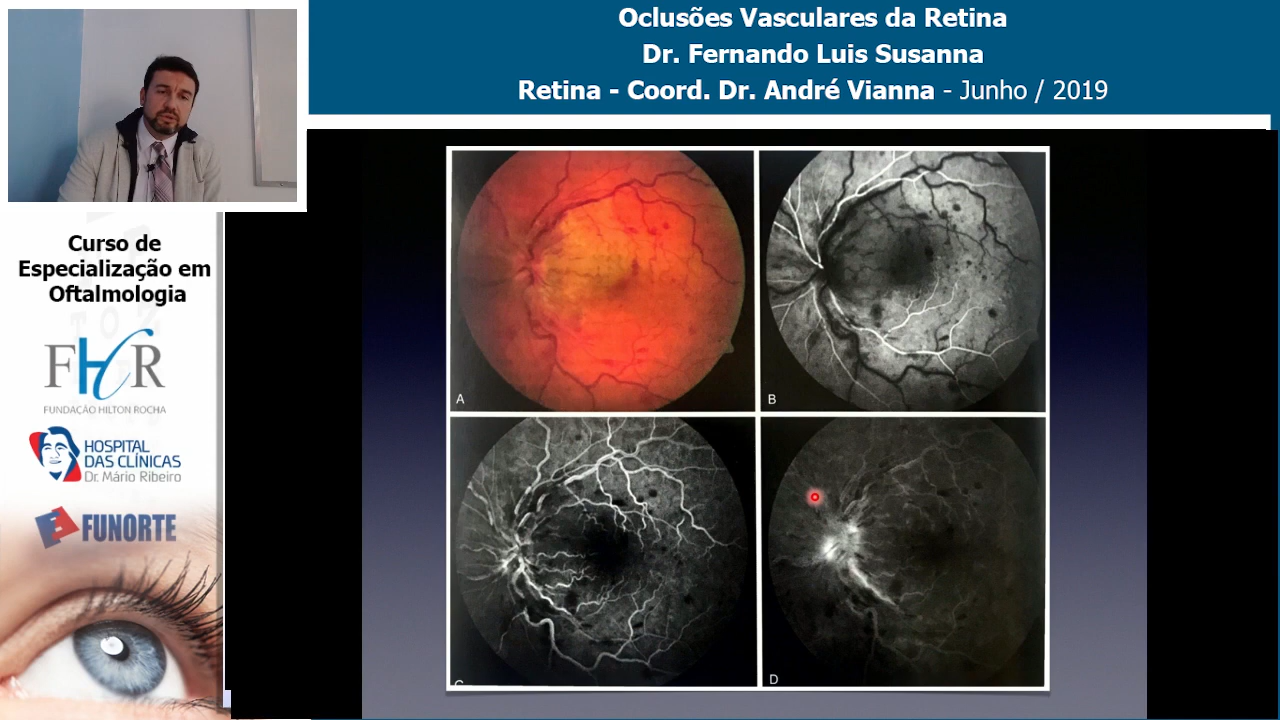 Oclusões Vasculares da Retina
Dr. Fernando Luis Susanna
Retina - Coord. Dr. André Vianna - Junho / 2019
Curso de
Especialização em
Oftalmologia
FHR
FUNDAÇÃO HILTON ROCHA
HOSPITAL
DAS CLÍNICAS
Dr. Mário Ribeiro
FUNORTE
A
B
C
D